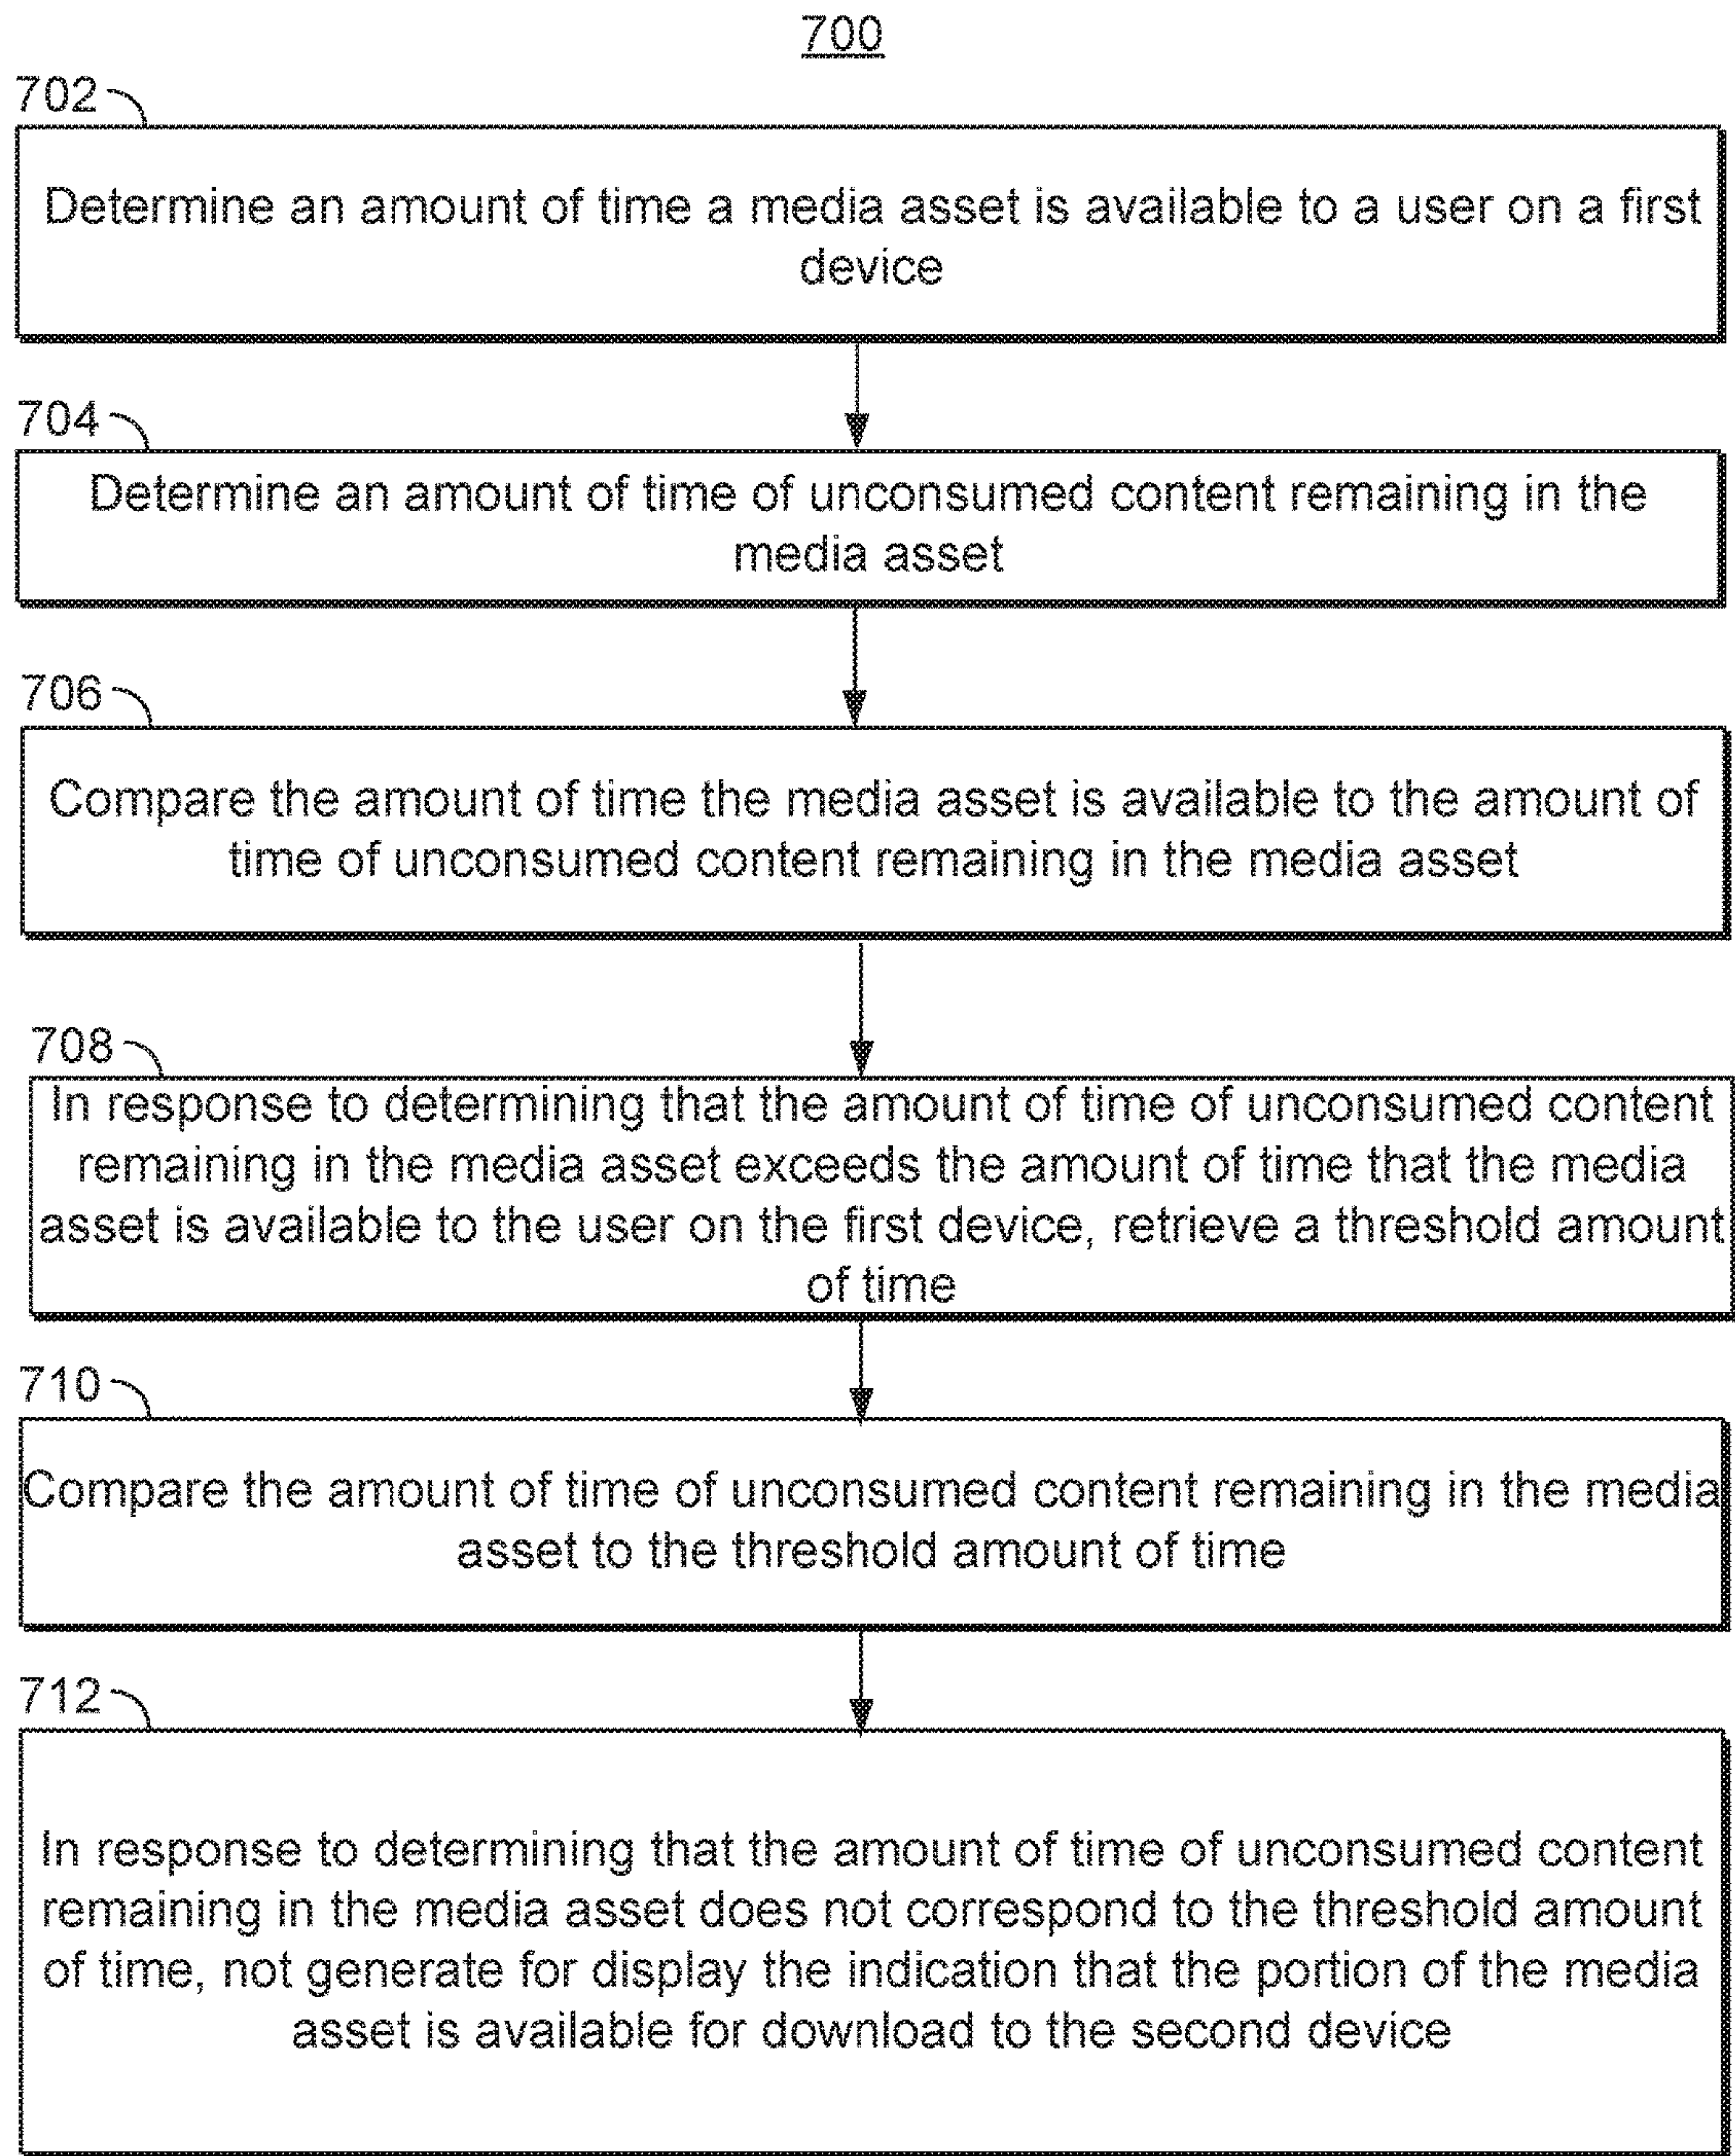 700
702
Determine an amount of time a media asset is available to a user on a first
device
704
Determine an amount of time of unconsumed content remaining in the
media asset
706
Compare the amount of time the media asset is available to the amount of
time of unconsumed content remaining in the media asset
708
In response to determining that the amount of time of unconsumed content
remaining in the media asset exceeds the amount of time that the media
asset is available to the user on the first device, retrieve a threshold amount
of time
710
Compare the amount of time of unconsumed content remaining in the media
asset to the threshold amount of time
712
In response to determining that the amount of time of unconsumed content
remaining in the media asset does not correspond to the threshold amount
of time, not generate for display the indication that the portion of the media
asset is available for download to the second device